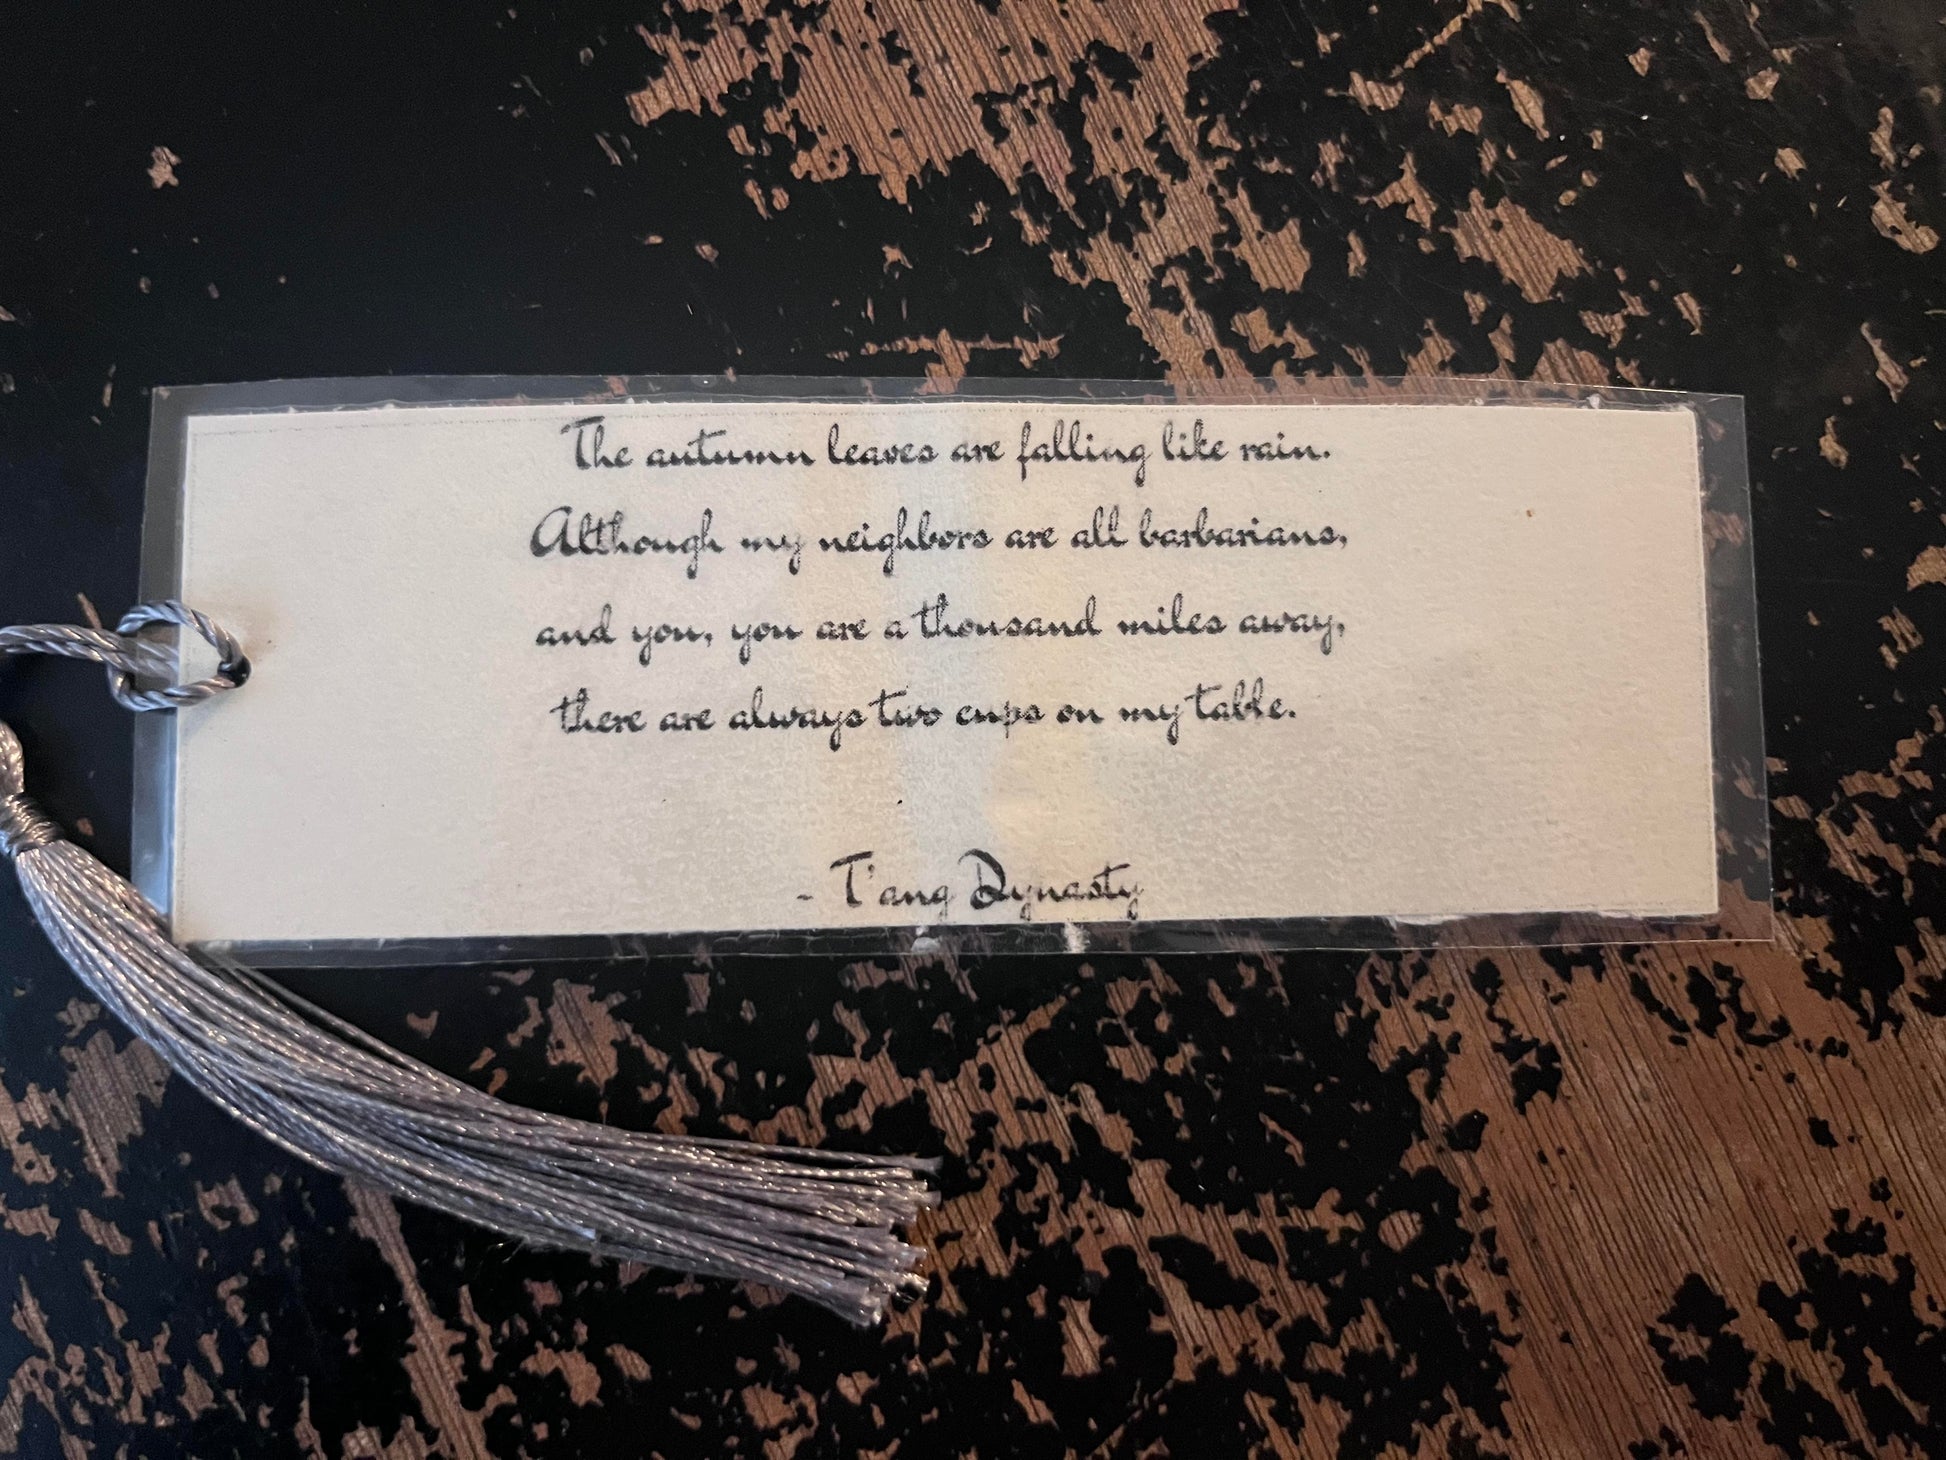 The autumn leaves are falling like rain.
Although my neighbors are all barbarians,
and you, you are a thousand miles away,
there are always two cups on my table.
- T'ang Dynasty